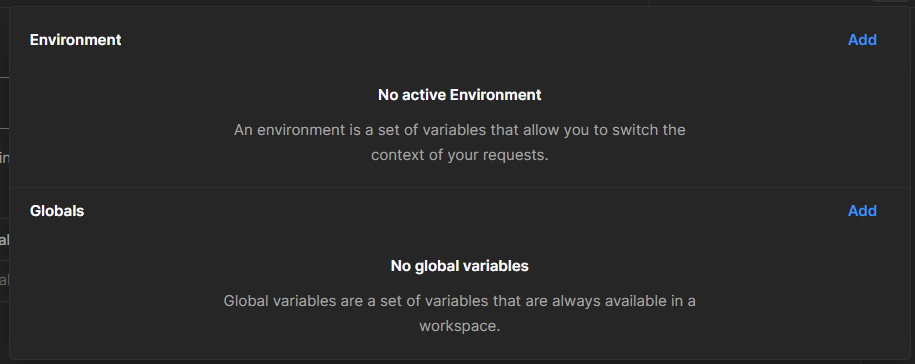 Environment
Add
No active Environment
An environment is a set of variables that allow you to switch the
context of your requests.
Globals
Add
No global variables
Global variables are a set of variables that are always available in a
workspace.